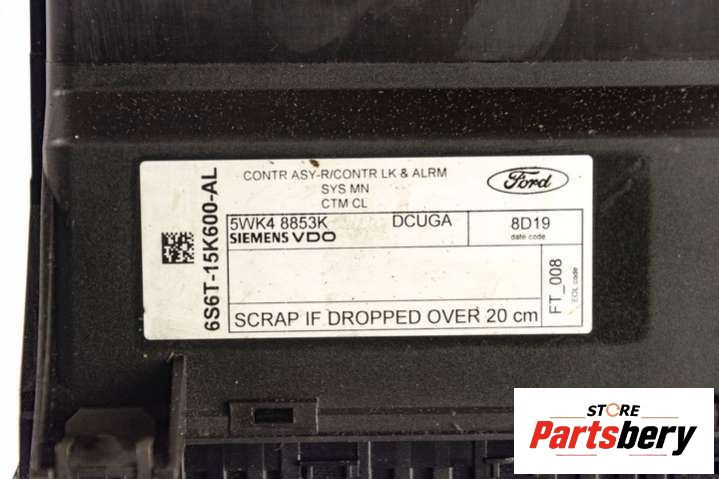 CONTR ASY-R/CONTR LK & ALRM
SYS MN
CTM CL
Ford
6S6T-15K600-AL
5WK4 8853K DCUGA
SIEMENS VDO
8D19
date code
FT_008
EOL code
SCRAP IF DROPPED OVER 20 cm
STORE
Partsbery